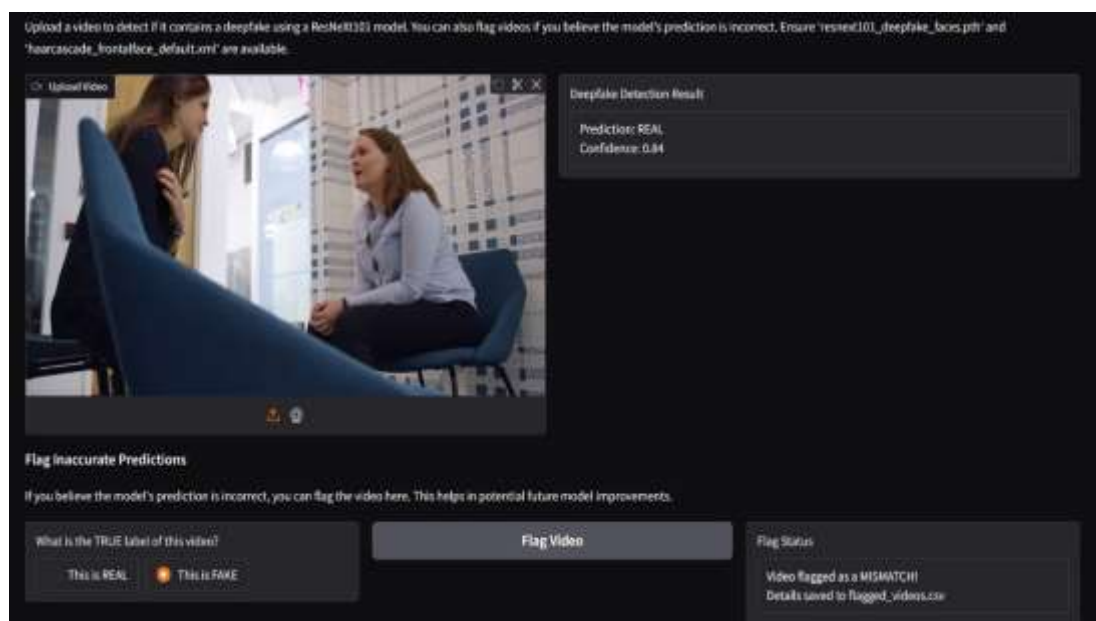 Upload a video to detect if it contains a deepfake using a ResNeXt101 model. You can also flag videos if you believe the model's prediction is incorrect. Ensure 'resnext101_deepfake_faces.pth' and
'haarcascade_frontalface_default.xml' are available.
Upload Video
Deepfake Detection Result
Prediction: REAL
Confidence: 0.84
Flag Inaccurate Predictions
If you believe the model's prediction is incorrect, you can flag the video here. This helps in potential future model improvements.
What is the TRUE label of this video?
This is REAL
This is FAKE
Flag Video
Flag Status
Video flagged as a MISMATCH!
Details saved to flagged_videos.csv